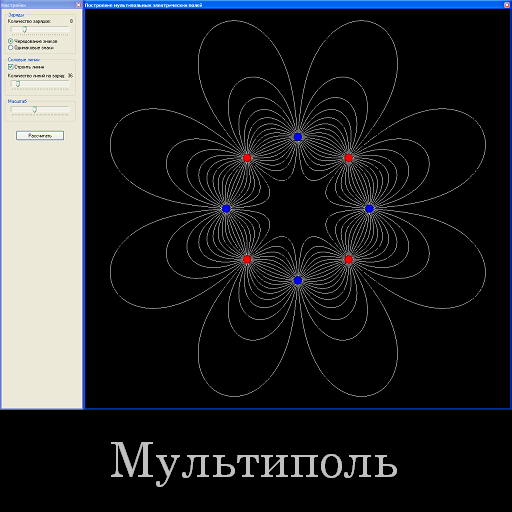 Настройки
Построение мультипольных электрических полей
Заряды
Количество зарядов: 8
Чередование знаков
Одинаковые знаки
Силовые линии
Строить линии
Количество линий на заряд: 36
Масштаб
Рассчитать
Мультиполь